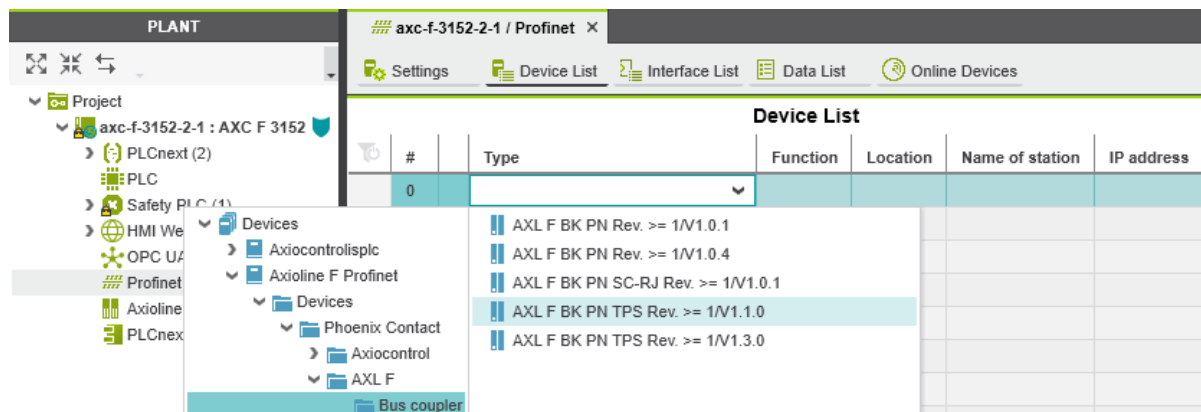 PLANT
axc-f-3152-2-1 / Profinet ×
Settings Device List Interface List Data List Online Devices
Project
axc-f-3152-2-1 : AXC F 3152
PLCnext (2)
PLC
Safety PLC (1)
HMI We
OPC UA
Profinet
Axioline
PLCnex
Device List
# Type Function Location Name of station IP address
0
Devices
Axiocontrolisplc
Axioline F Profinet
Devices
Phoenix Contact
Axiocontrol
AXL F
Bus coupler
AXL F BK PN Rev. >= 1/V1.0.1
AXL F BK PN Rev. >= 1/V1.0.4
AXL F BK PN SC-RJ Rev. >= 1/V1.0.1
AXL F BK PN TPS Rev. >= 1/V1.1.0
AXL F BK PN TPS Rev. >= 1/V1.3.0